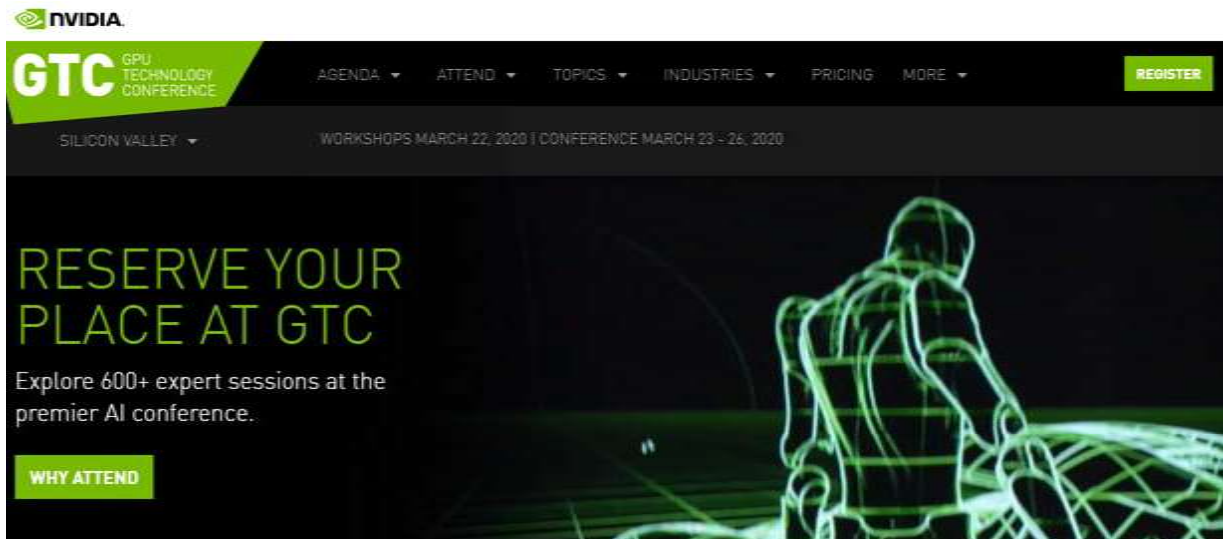 NVIDIA.
GTC GPU
TECHNOLOGY
CONFERENCE
AGENDA ATTEND TOPICS INDUSTRIES PRICING MORE REGISTER
SILICON VALLEY WORKSHOPS MARCH 22, 2020 | CONFERENCE MARCH 23 - 26, 2020
RESERVE YOUR
PLACE AT GTC
Explore 600+ expert sessions at the
premier AI conference.
WHY ATTEND